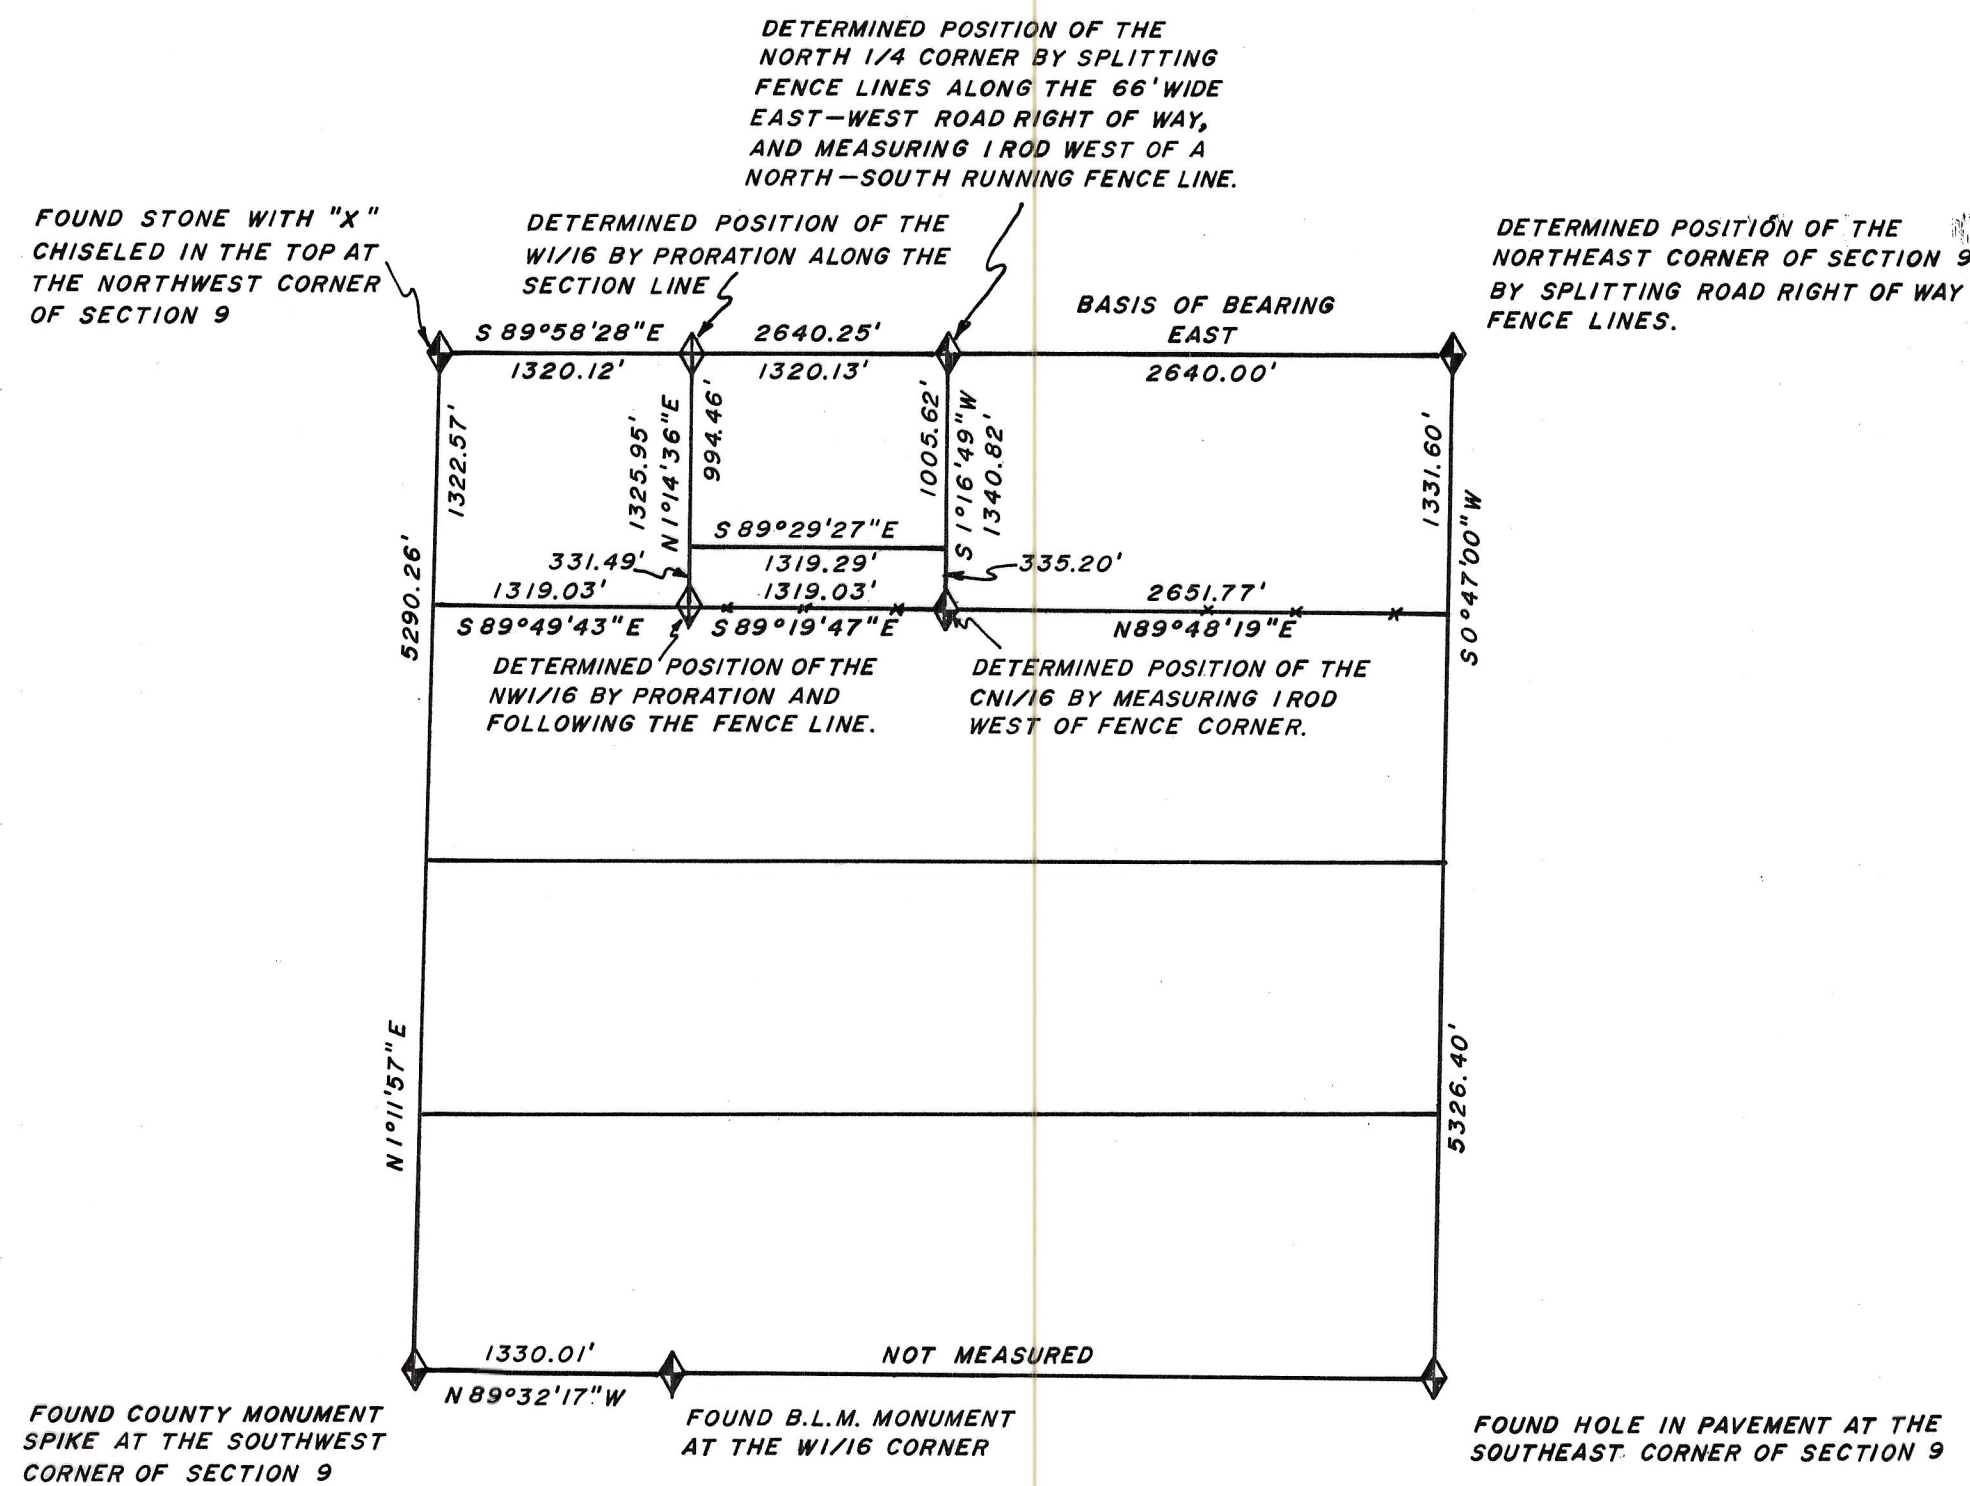 DETERMINED POSITION OF THE
NORTH 1/4 CORNER BY SPLITTING
FENCE LINES ALONG THE 66' WIDE
EAST—WEST ROAD RIGHT OF WAY,
AND MEASURING 1 ROD WEST OF A
NORTH—SOUTH RUNNING FENCE LINE.
FOUND STONE WITH "X"
CHISELED IN THE TOP AT
THE NORTHWEST CORNER
OF SECTION 9
DETERMINED POSITION OF THE
W1/16 BY PRORATION ALONG THE
SECTION LINE
DETERMINED POSITION OF THE
NORTHEAST CORNER OF SECTION 9
BY SPLITTING ROAD RIGHT OF WAY
FENCE LINES.
BASIS OF BEARING
EAST
S 89°58'28"E
2640.25'
1320.12'
1320.13'
2640.00'
1322.57'
1325.95'
N 1°14'36"E
994.46'
1005.62'
S 1°16'49"W
1340.82'
1331.60'
S 0°47'00"W
5290.26'
S 89°29'27"E
1319.29'
331.49'
335.20'
1319.03'
1319.03'
2651.77'
S 89°49'43"E
S 89°19'47"E
N89°48'19"E
DETERMINED POSITION OF THE
NW1/16 BY PRORATION AND
FOLLOWING THE FENCE LINE.
DETERMINED POSITION OF THE
CN1/16 BY MEASURING 1 ROD
WEST OF FENCE CORNER.
N 1°11'57"E
5326.40'
1330.01'
NOT MEASURED
N 89°32'17"W
FOUND COUNTY MONUMENT
SPIKE AT THE SOUTHWEST
CORNER OF SECTION 9
FOUND B.L.M. MONUMENT
AT THE W1/16 CORNER
FOUND HOLE IN PAVEMENT AT THE
SOUTHEAST CORNER OF SECTION 9